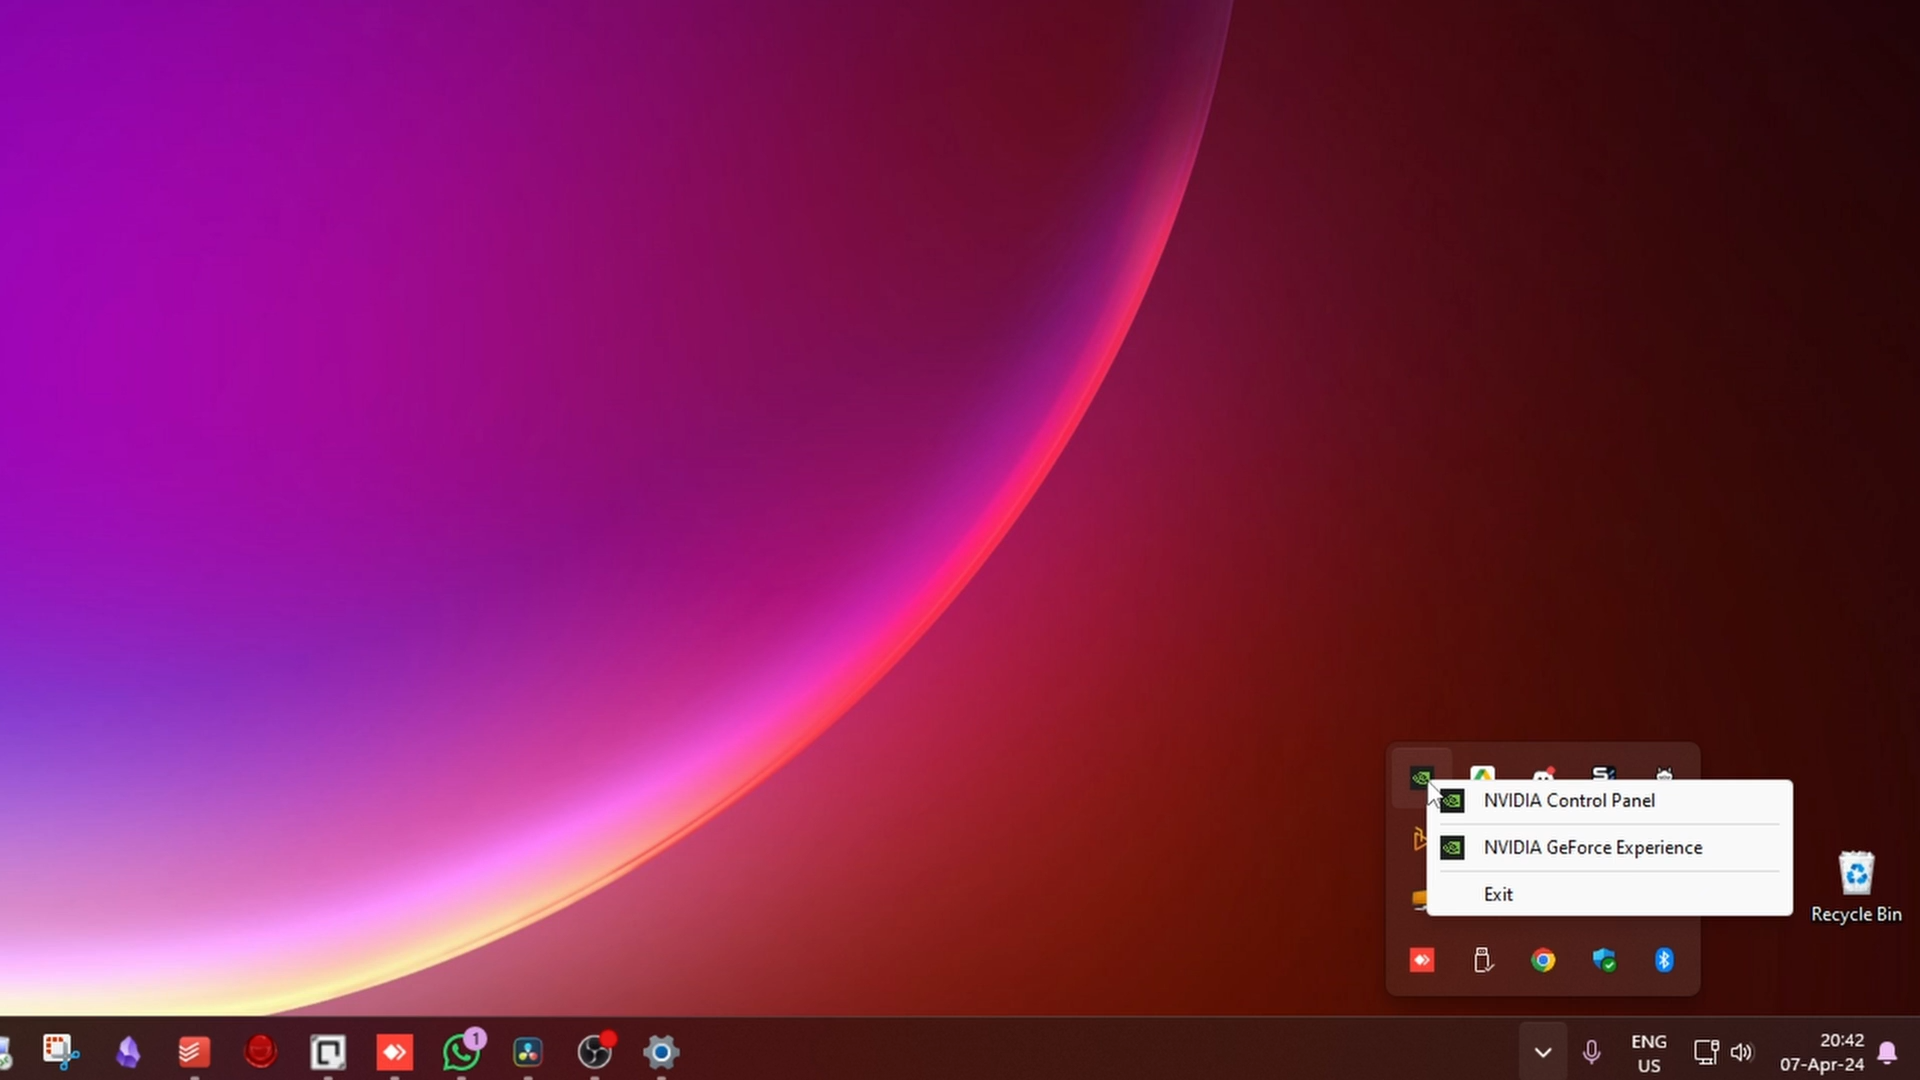 NVIDIA Control Panel
NVIDIA GeForce Experience
Exit
Recycle Bin
1
ENG
US
20:42
07-Apr-24